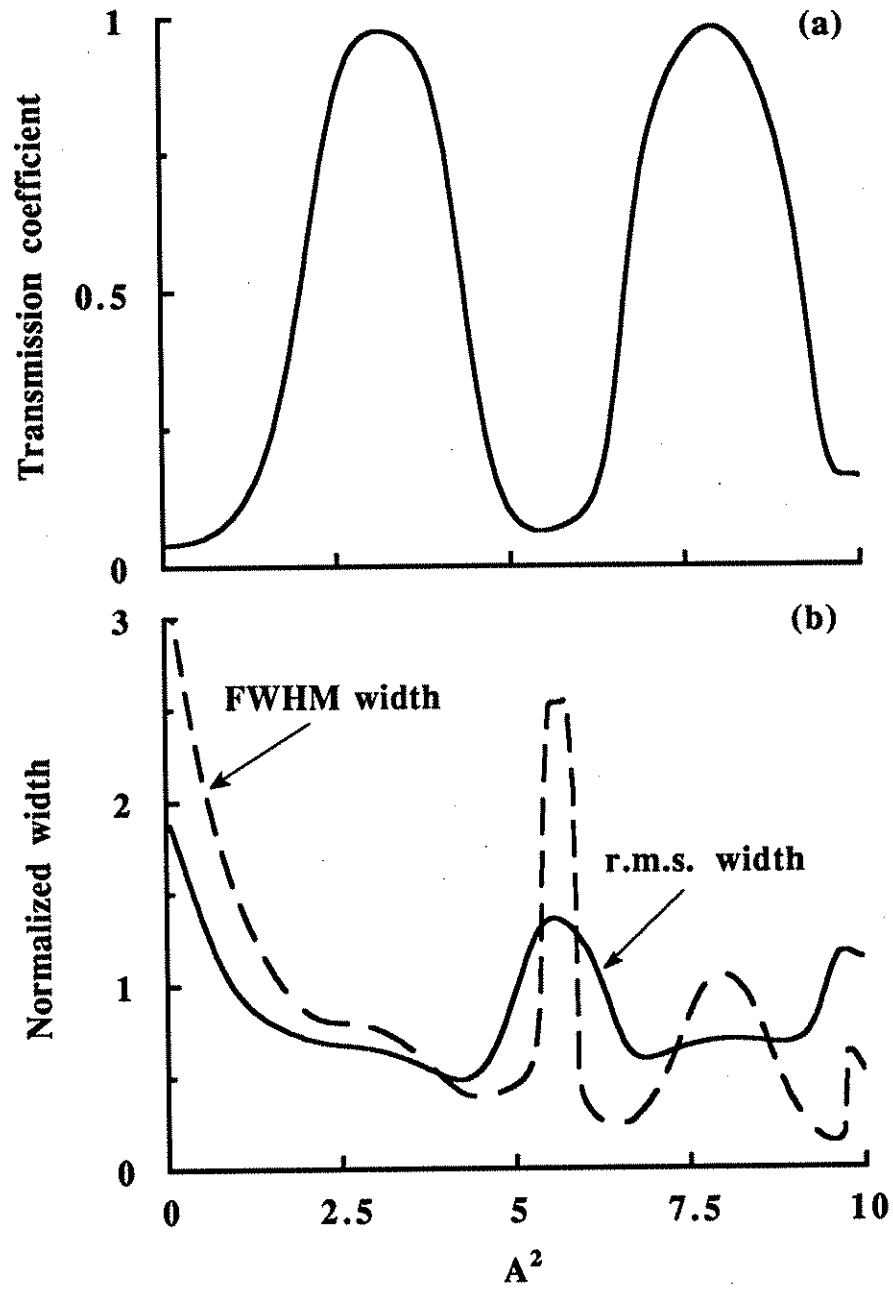 (a)
1
0.5
0
Transmission coefficient
(b)
3
2
1
0
Normalized width
FWHM width
r.m.s. width
0 2.5 5 7.5 10
A²